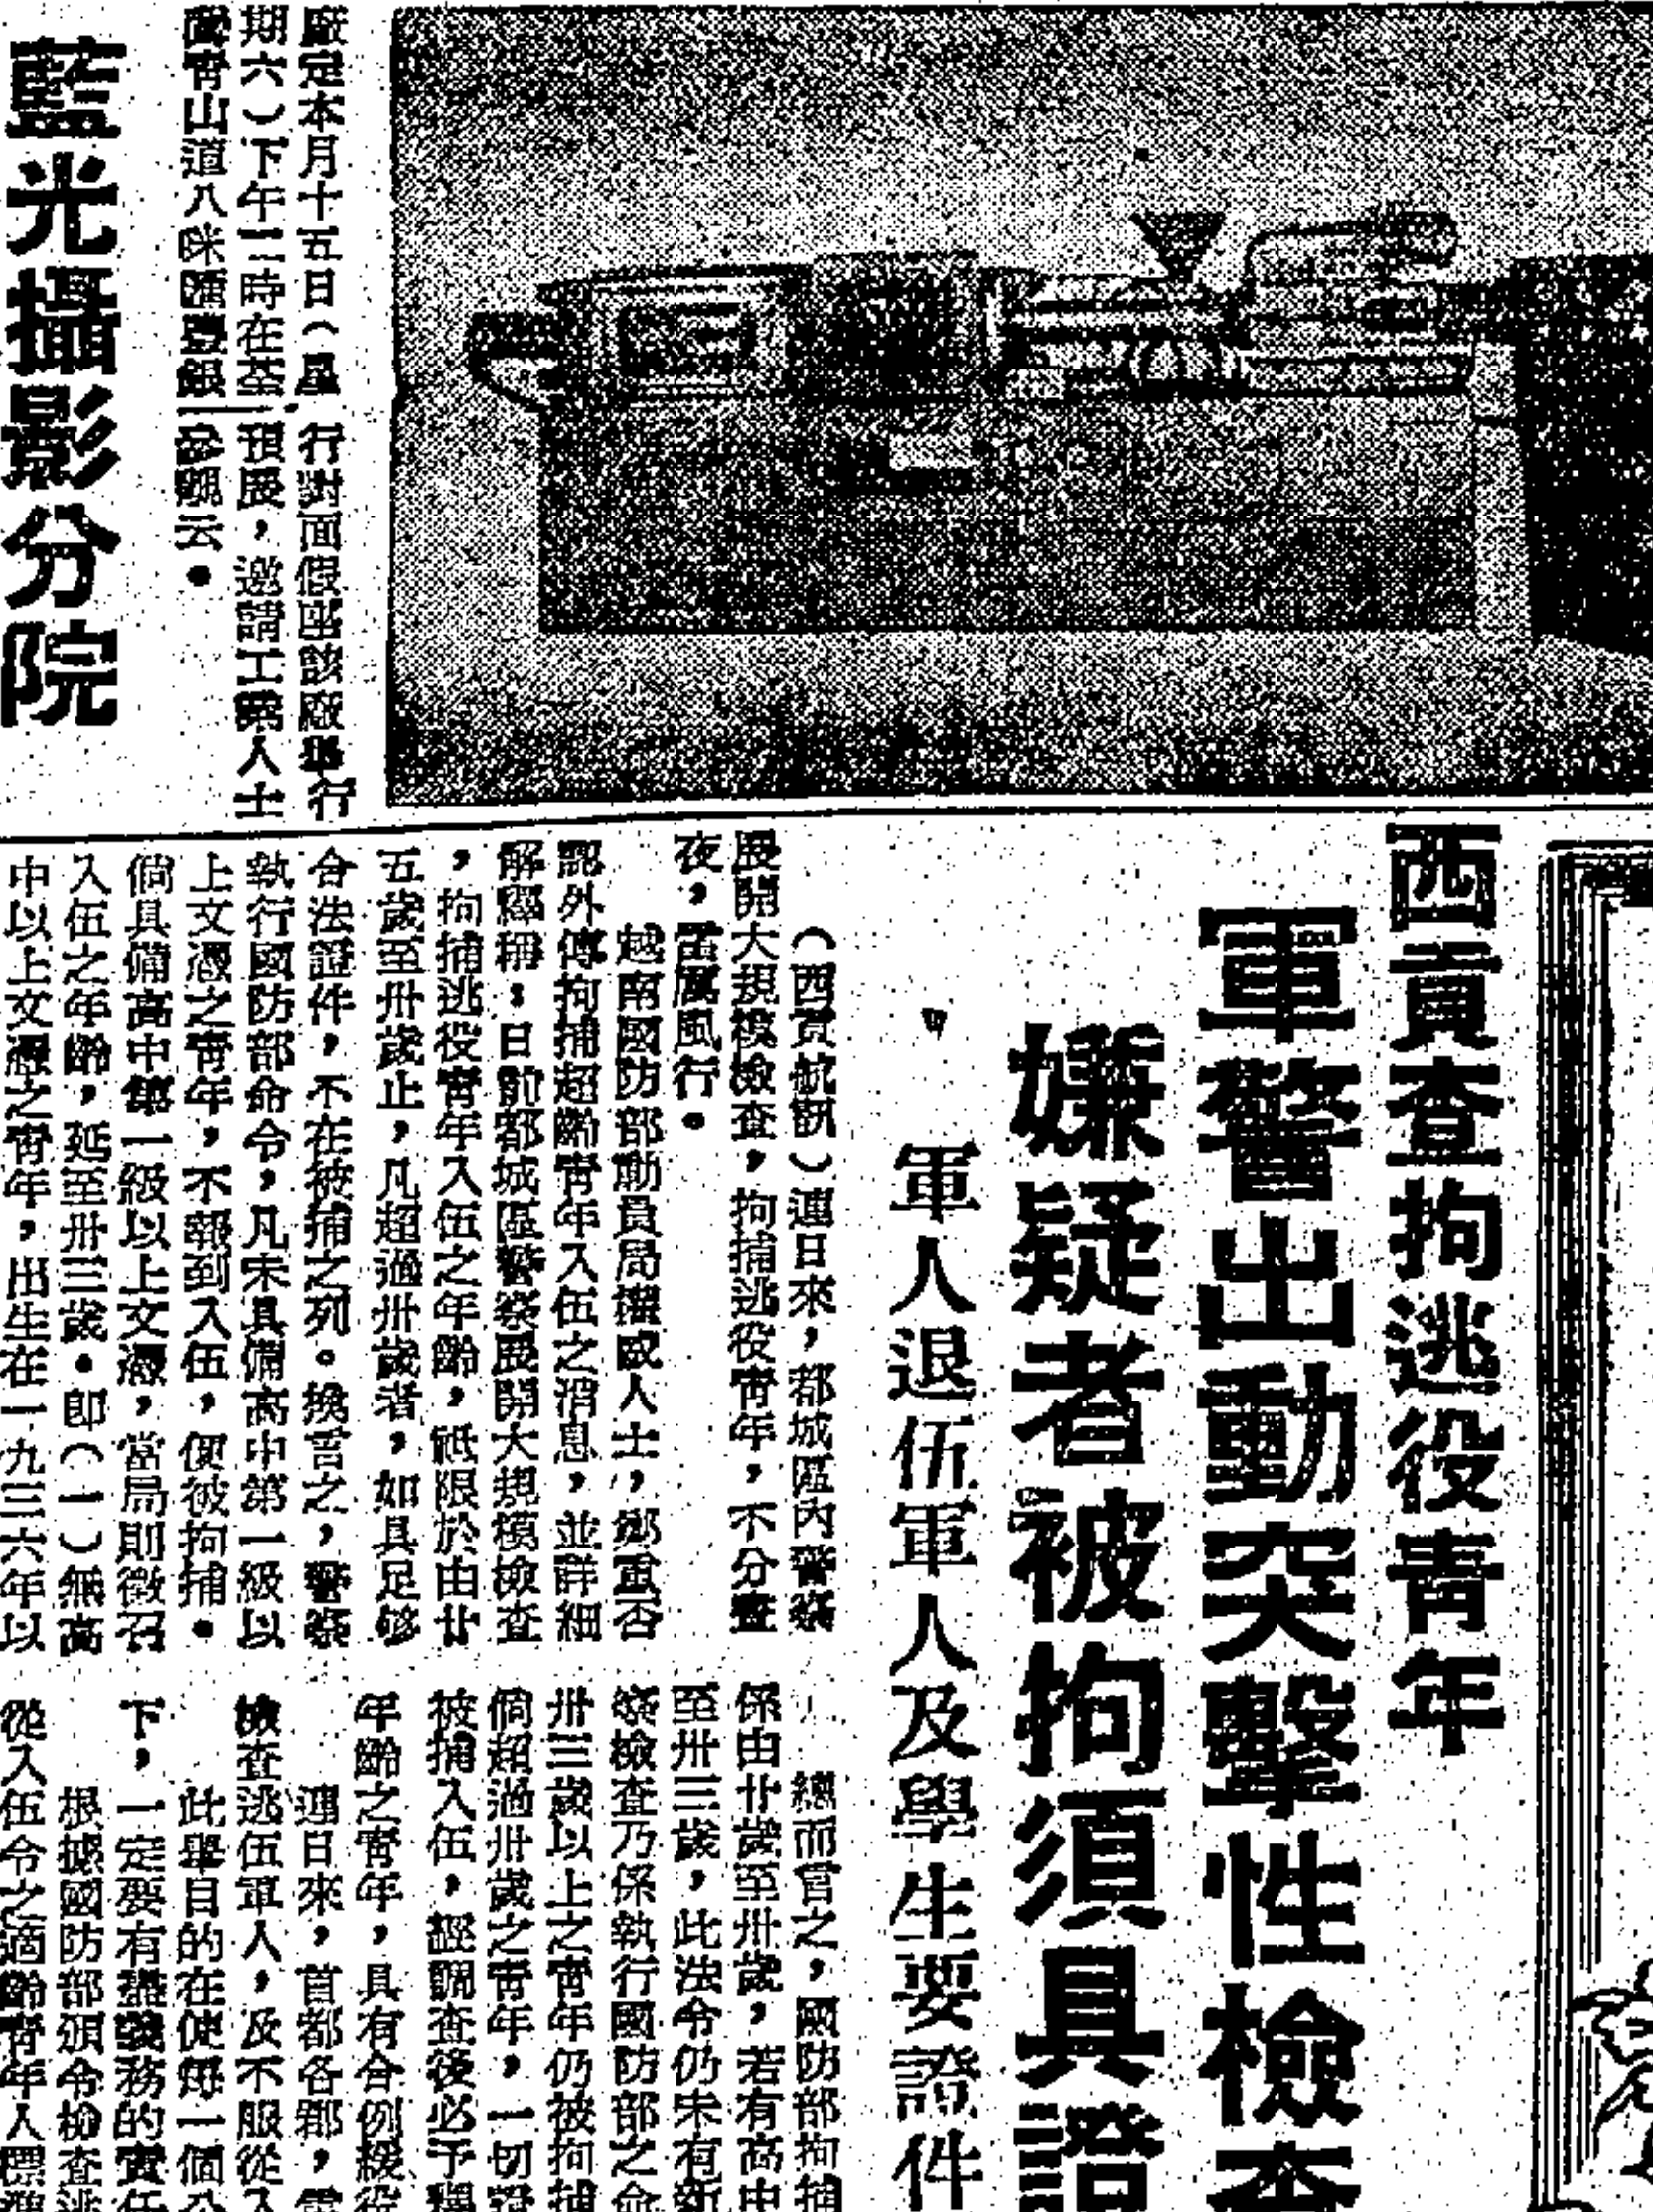 廠定本月十五日（星
期六）下午二時在荃
灣青山道八咪匯豐銀
行對面假座該廠舉行
預展，邀請工業人士
參觀云。
藍光攝影分院
西貢查拘逃役青年
軍警出動突擊性檢查
嫌疑者被拘須具證
軍人退伍軍人及學生要證件
（西貢航訊）連日來，都城區內警察
展開大規模檢查，拘捕逃役青年，不分晝
夜，雷厲風行。
越南國防部動員局權威人士，鄭重否
認外傳拘捕超齡青年入伍之消息，並詳細
解釋稱：日前都城區警察展開大規模檢查
，拘捕逃役青年入伍之年齡，祗限於由廿
五歲至卅歲止，凡超過卅歲者，如具足够
合法證件，不在被捕之列。換言之，警察
執行國防部命令，凡未具備高中第一級以
上文憑之青年，不報到入伍，便被拘捕。
倘具備高中第一級以上文憑，當局則徵召
入伍之年齡，延至卅三歲。即（一）無高
中以上文憑之青年，出生在一九三六年以
總而言之，國防部拘捕
係由廿歲至卅歲，若有高中
至卅三歲，此法令仍未有新
察檢查乃係執行國防部之命
卅三歲以上之青年仍被拘捕
倘超過卅歲之青年，一切證
被捕入伍，經調查後必予釋
年齡之青年，具有合例緩役
連日來，首都各郡，
檢查逃伍軍人，及不服從入
此舉目的在使每一個公
下，一定要有盡義務的責任
根據國防部頒令檢查逃
從入伍令之適齡青年人標準